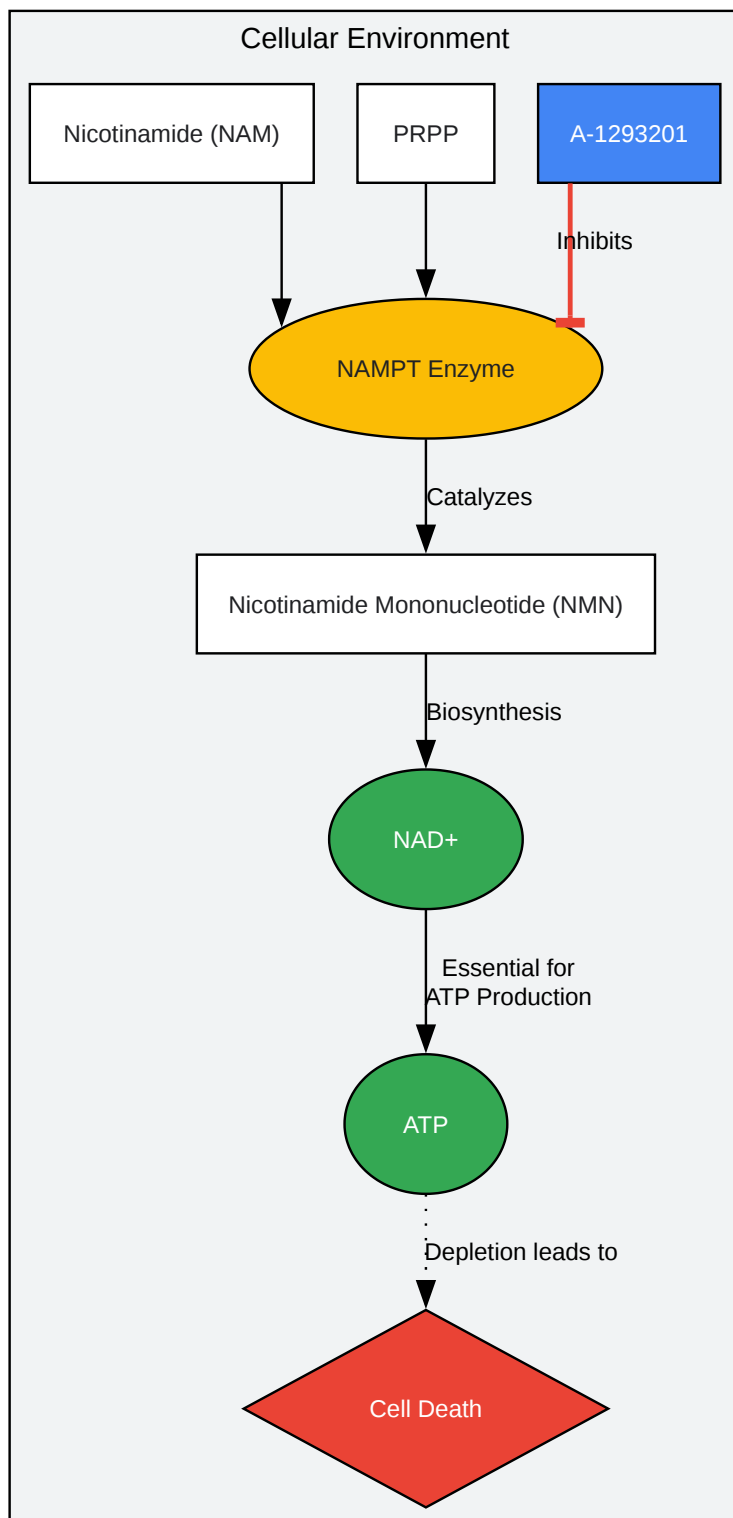 Cellular Environment
Nicotinamide (NAM)
PRPP
A-1293201
Inhibits
NAMPT Enzyme
Catalyzes
Nicotinamide Mononucleotide (NMN)
Biosynthesis
NAD+
Essential for
ATP Production
ATP
Depletion leads to
Cell Death